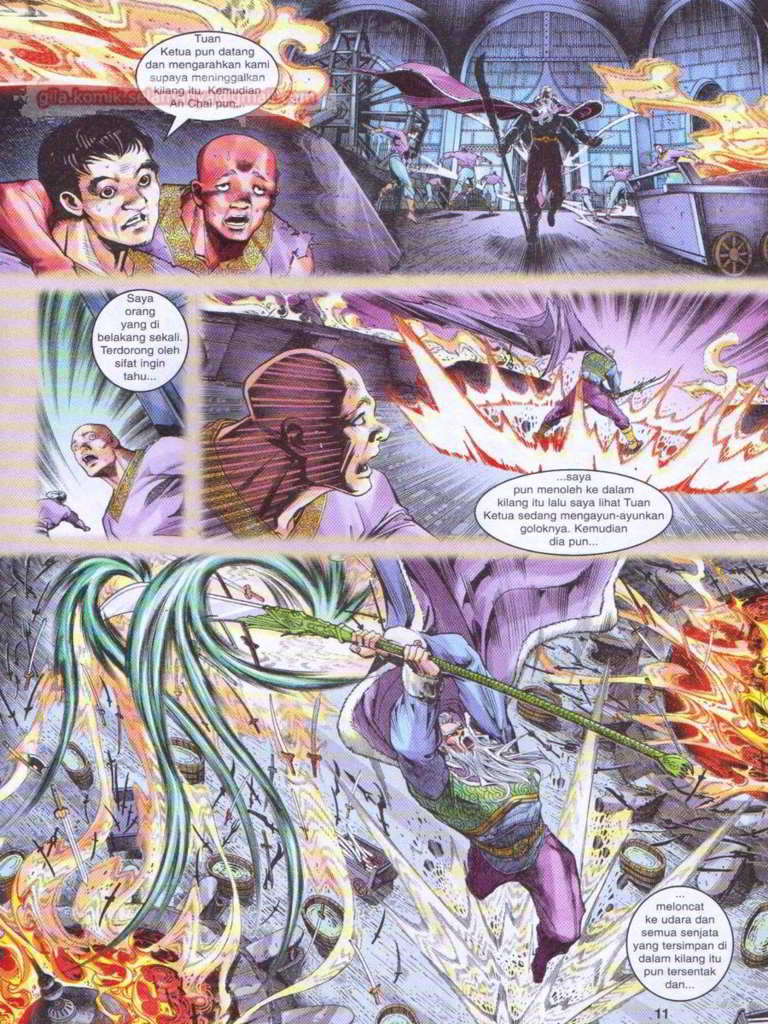 Tuan
Ketua pun datang
dan mengarahkan kami
supaya meninggalkan
kilang itu. Kemudian
An Chai pun...
Saya
orang
yang di
belakang sekali.
Terdorong oleh
sifat ingin
tahu...
...saya
pun menoleh ke dalam
kilang itu lalu saya lihat Tuan
Ketua sedang mengayun-ayunkan
goloknya. Kemudian
dia pun...
...
meloncat
ke udara dan
semua senjata
yang tersimpan di
dalam kilang itu
pun tersentak
dan...
11